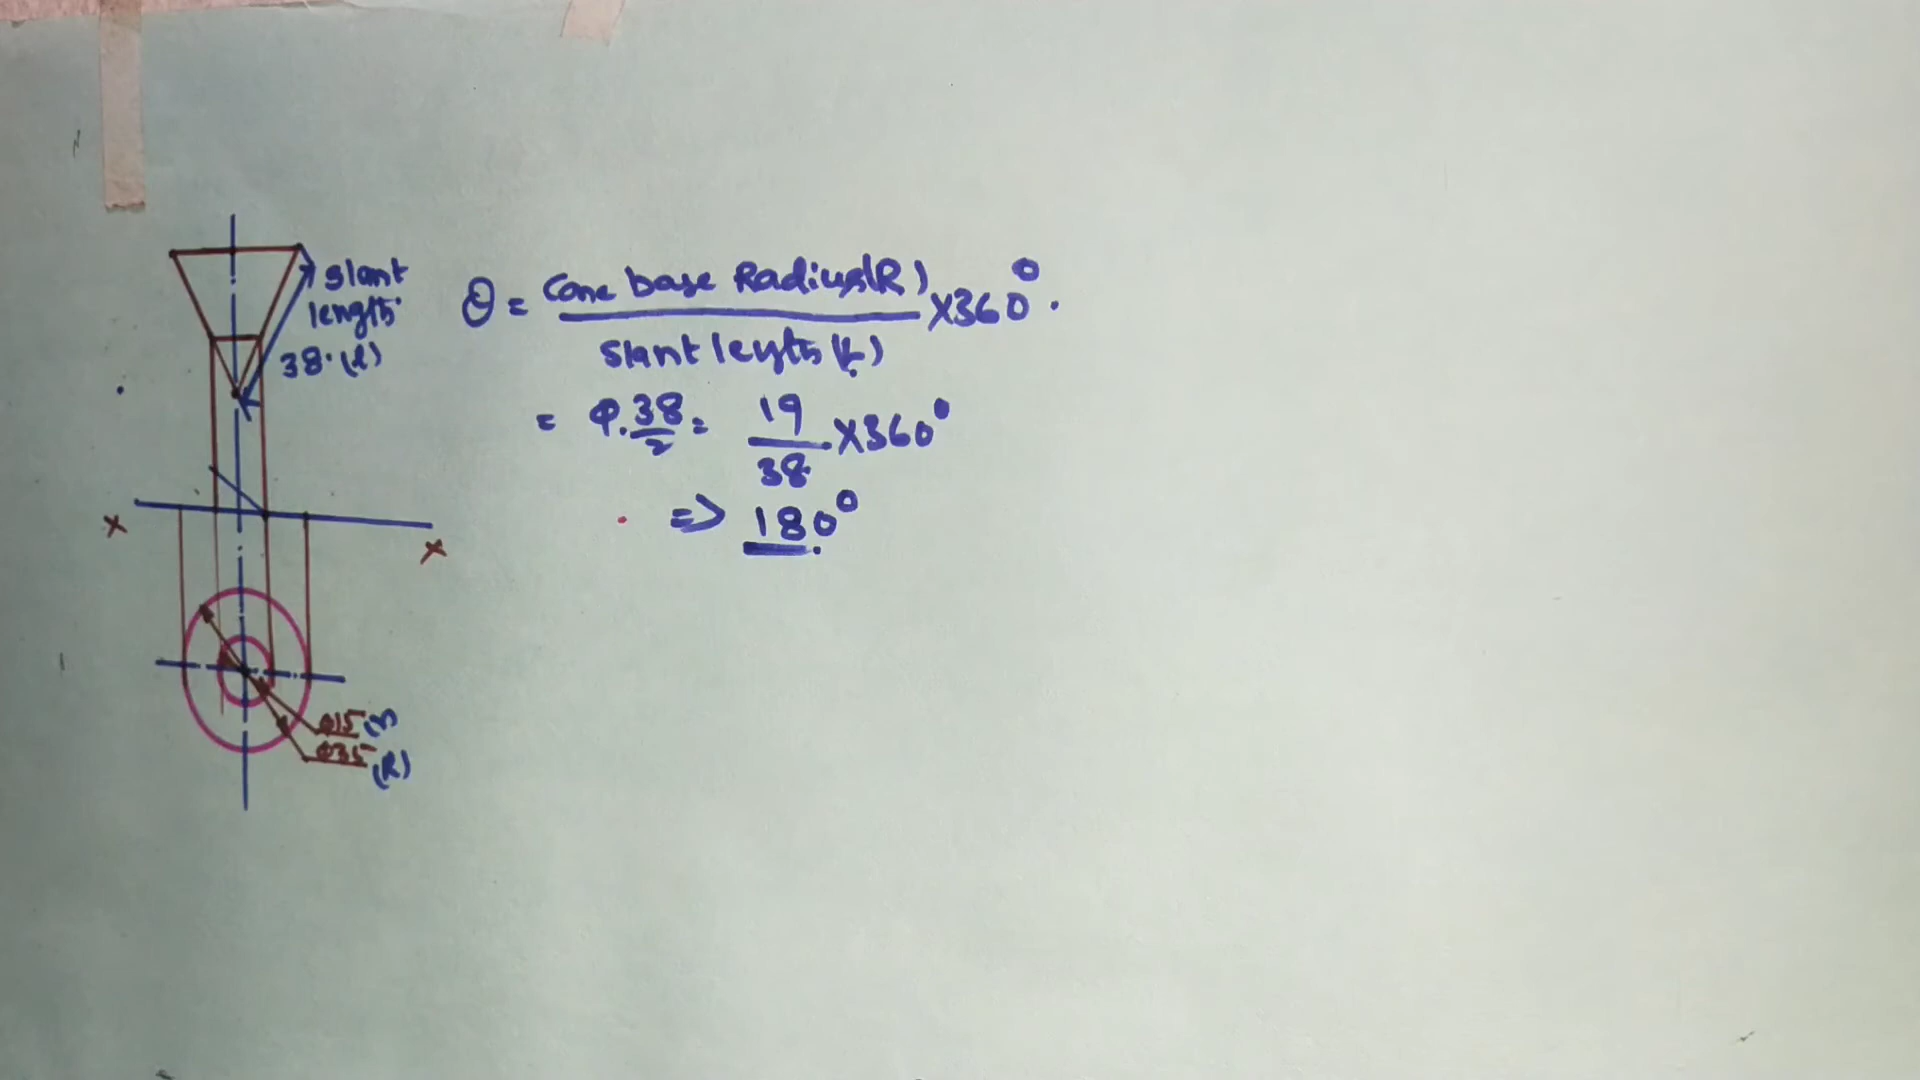 slant
length
38.(l)
θ = Cone base Radius(R) X360°.
slant length(L)
= Φ.38/2 = 19/38 X360°
=> 180°
X
X
Φ15(r)
Φ35
(R)